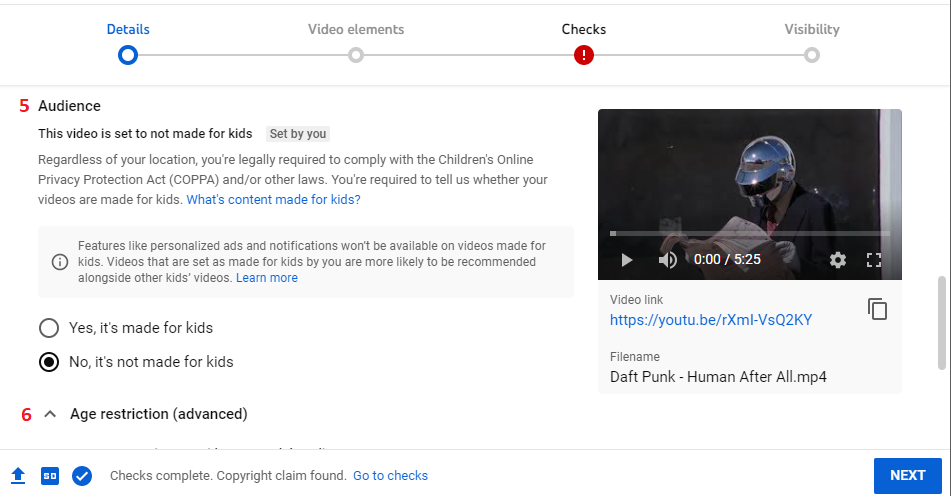 Details
Video elements
Checks
Visibility
5 Audience
This video is set to not made for kids Set by you
Regardless of your location, you're legally required to comply with the Children's Online
Privacy Protection Act (COPPA) and/or other laws. You're required to tell us whether your
videos are made for kids. What's content made for kids?
Features like personalized ads and notifications won't be available on videos made for
kids. Videos that are set as made for kids by you are more likely to be recommended
alongside other kids' videos. Learn more
Yes, it's made for kids
No, it's not made for kids
6 Age restriction (advanced)
0:00 / 5:25
Video link
https://youtu.be/rXmI-VsQ2KY
Filename
Daft Punk - Human After All.mp4
SD
Checks complete. Copyright claim found. Go to checks
NEXT